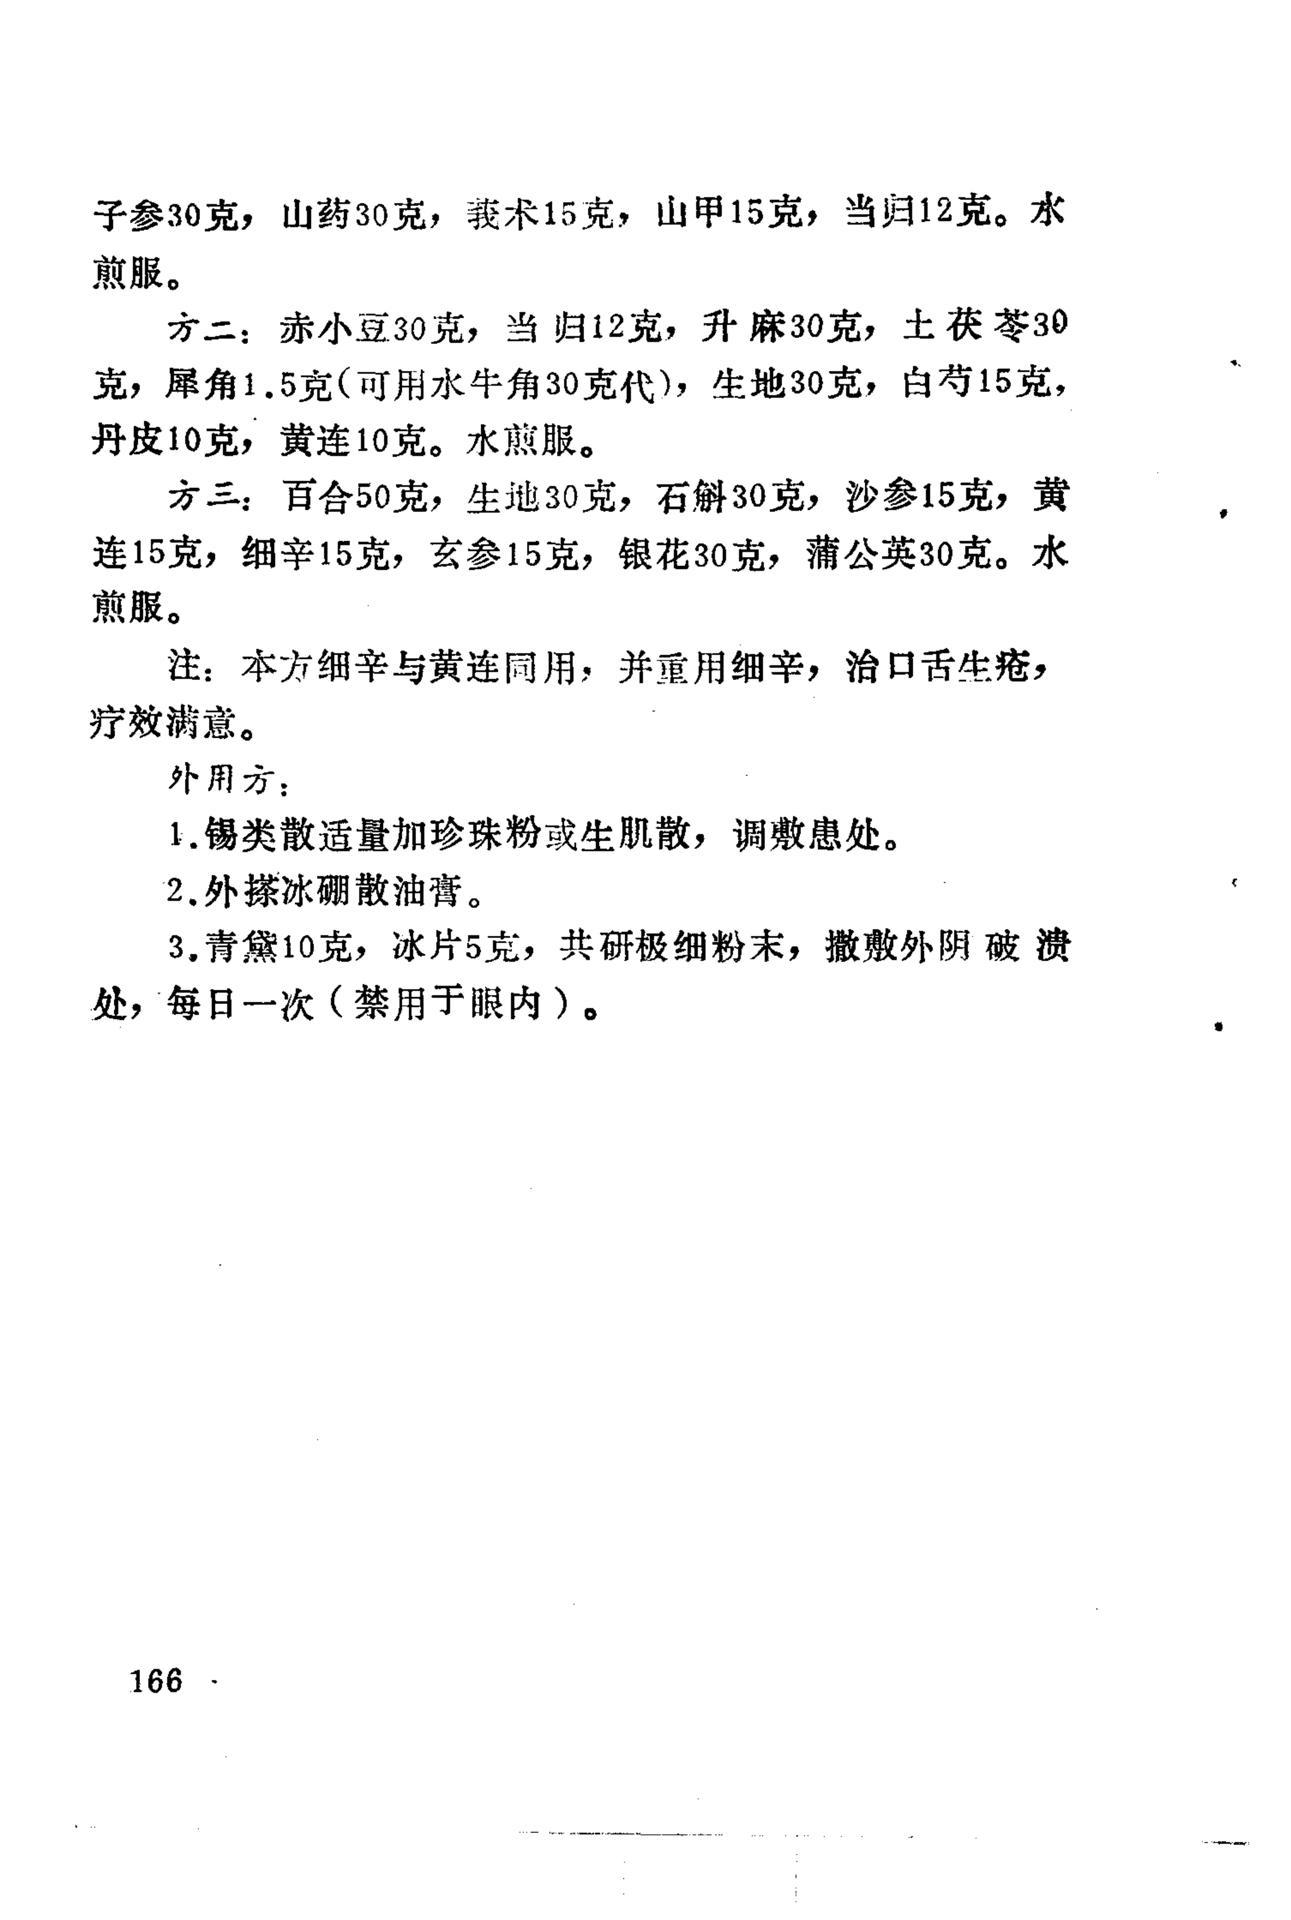 子参30克，山药30克，莪术15克，山甲15克，当归12克。水
煎服。
方二：赤小豆30克，当归12克，升麻30克，土茯苓30
克，犀角1.5克（可用水牛角30克代），生地30克，白芍15克，
丹皮10克，黄连10克。水煎服。
方三：百合50克，生地30克，石斛30克，沙参15克，黄
连15克，细辛15克，玄参15克，银花30克，蒲公英30克。水
煎服。
注：本方细辛与黄连同用，并重用细辛，治口舌生疮，
疗效满意。
外用方：
1.锡类散适量加珍珠粉或生肌散，调敷患处。
2.外搽冰硼散油膏。
3.青黛10克，冰片5克，共研极细粉末，撒敷外阴破溃
处，每日一次（禁用于眼内）。
166